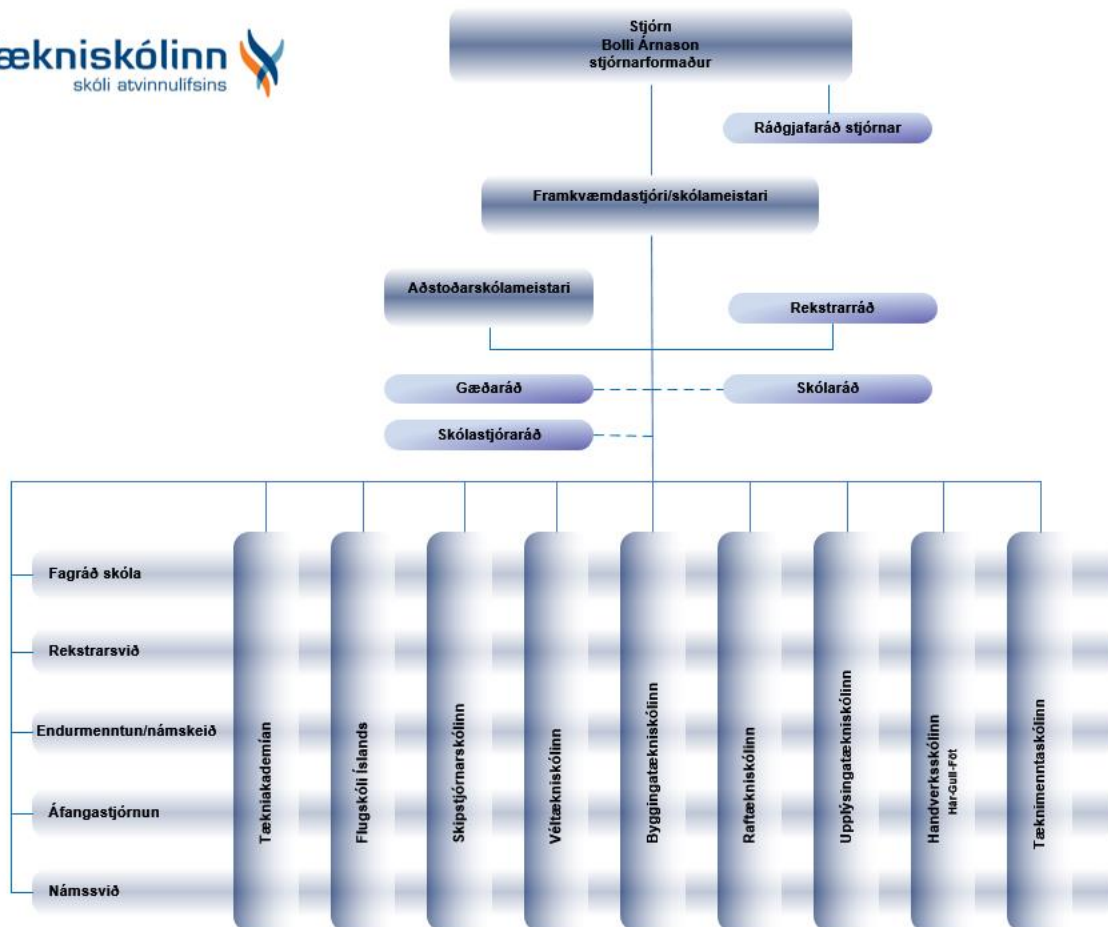 ækniskólinn
skóli atvinnulífsins
Stjórn
Bolli Árnason
stjórnarformaður
Ráðgjafaráð stjórnar
Framkvæmdastjóri/skólameistari
Aðstoðarskólameistari
Rekstrarráð
Gæðaráð
Skólaráð
Skólastjóraráð
Fagráð skóla
Rekstrarsvið
Endurmenntun/námskeið
Áfangastjórnun
Námssvið
Tækniakademían
Flugskóli Íslands
Skipstjórnarskólinn
Véltækniskólinn
Byggingatækniskólinn
Raftækniskólinn
Upplýsingatækniskólinn
Handverksskólinn
Hár-Gull-Föt
Tæknimenntaskólinn